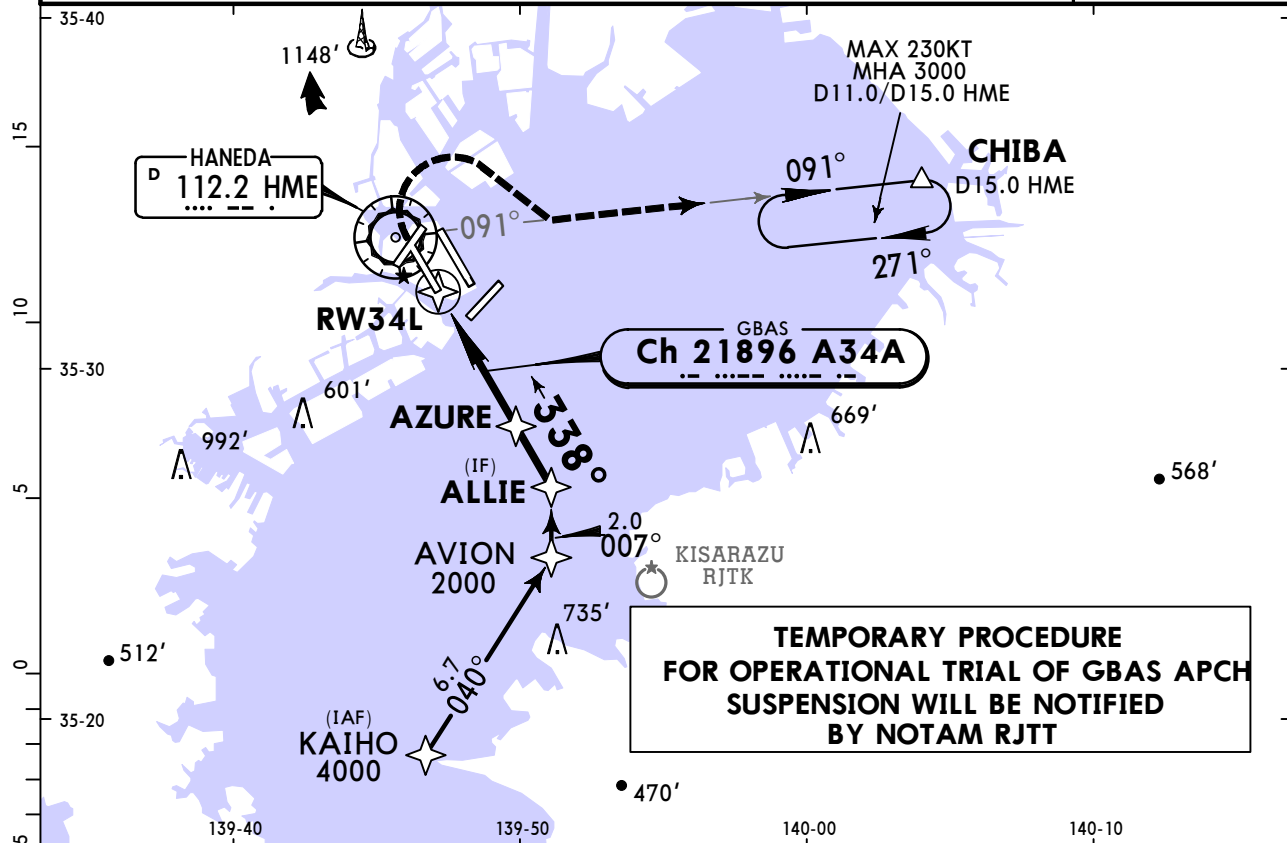 35-40
1148'
MAX 230KT
MHA 3000
D11.0/D15.0 HME
15
HANEDA
D 112.2 HME
091°
CHIBA
D15.0 HME
091°
271°
RW34L
10
GBAS
Ch 21896 A34A
35-30
338°
601'
AZURE
669'
992'
(IF)
ALLIE
568'
5
2.0
007°
AVION
2000
KISARAZU
RJTK
735'
TEMPORARY PROCEDURE
FOR OPERATIONAL TRIAL OF GBAS APCH
SUSPENSION WILL BE NOTIFIED
BY NOTAM RJTT
512'
0
6.7
040°
35-20
(IAF)
KAIHO
4000
470'
5
139-40
139-50
140-00
140-10